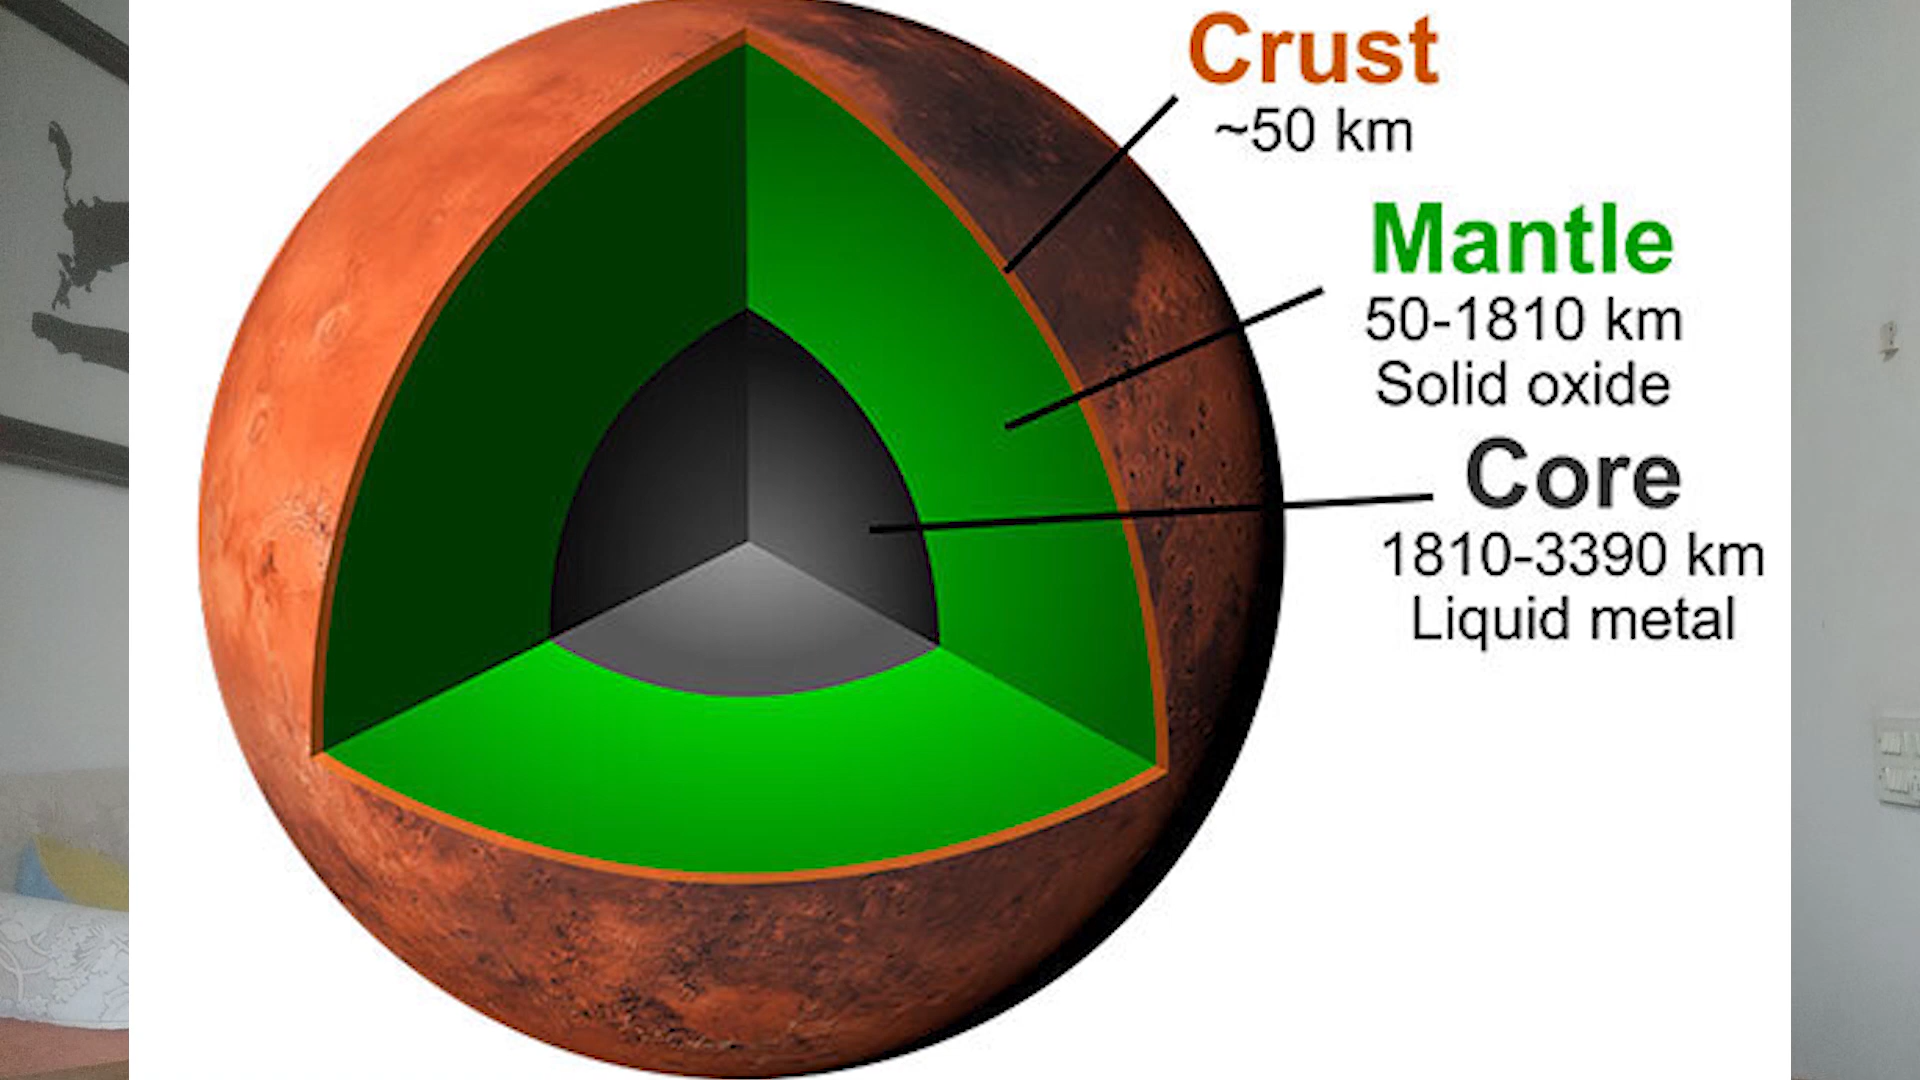 Crust
~50 km
Mantle
50-1810 km
Solid oxide
Core
1810-3390 km
Liquid metal